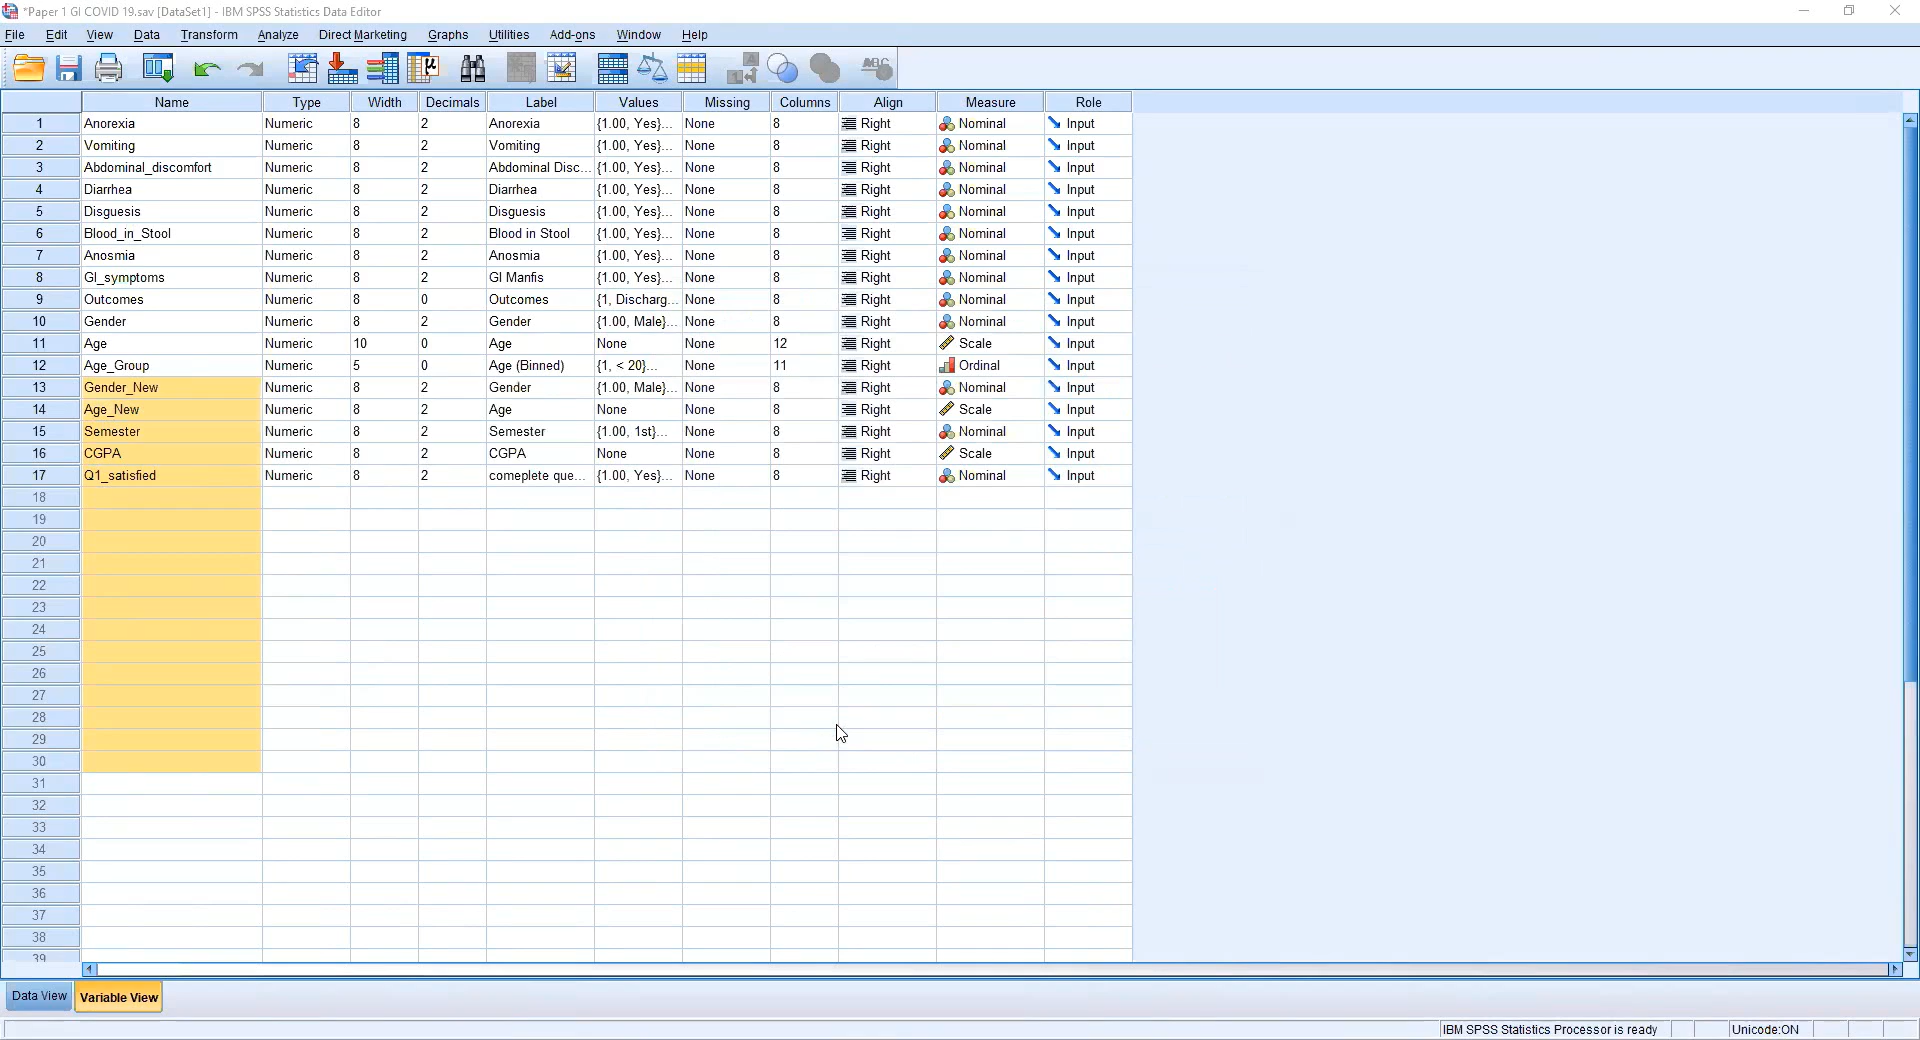 *Paper 1 GI COVID 19.sav [DataSet1] - IBM SPSS Statistics Data Editor
File Edit View Data Transform Analyze Direct Marketing Graphs Utilities Add-ons Window Help
Name Type Width Decimals Label Values Missing Columns Align Measure Role
1 Anorexia Numeric 8 2 Anorexia {1.00, Yes}... None 8 Right Nominal Input
2 Vomiting Numeric 8 2 Vomiting {1.00, Yes}... None 8 Right Nominal Input
3 Abdominal_discomfort Numeric 8 2 Abdominal Disc... {1.00, Yes}... None 8 Right Nominal Input
4 Diarrhea Numeric 8 2 Diarrhea {1.00, Yes}... None 8 Right Nominal Input
5 Disguesis Numeric 8 2 Disguesis {1.00, Yes}... None 8 Right Nominal Input
6 Blood_in_Stool Numeric 8 2 Blood in Stool {1.00, Yes}... None 8 Right Nominal Input
7 Anosmia Numeric 8 2 Anosmia {1.00, Yes}... None 8 Right Nominal Input
8 GI_symptoms Numeric 8 2 GI Manfis {1.00, Yes}... None 8 Right Nominal Input
9 Outcomes Numeric 8 0 Outcomes {1, Discharg... None 8 Right Nominal Input
10 Gender Numeric 8 2 Gender {1.00, Male}... None 8 Right Nominal Input
11 Age Numeric 10 0 Age None None 12 Right Scale Input
12 Age_Group Numeric 5 0 Age (Binned) {1, < 20}... None 11 Right Ordinal Input
13 Gender_New Numeric 8 2 Gender {1.00, Male}... None 8 Right Nominal Input
14 Age_New Numeric 8 2 Age None None 8 Right Scale Input
15 Semester Numeric 8 2 Semester {1.00, 1st}... None 8 Right Nominal Input
16 CGPA Numeric 8 2 CGPA None None 8 Right Scale Input
17 Q1_satisfied Numeric 8 2 comeplete que... {1.00, Yes}... None 8 Right Nominal Input
18
19
20
21
22
23
24
25
26
27
28
29
30
31
32
33
34
35
36
37
38
39
Data View Variable View
IBM SPSS Statistics Processor is ready Unicode:ON